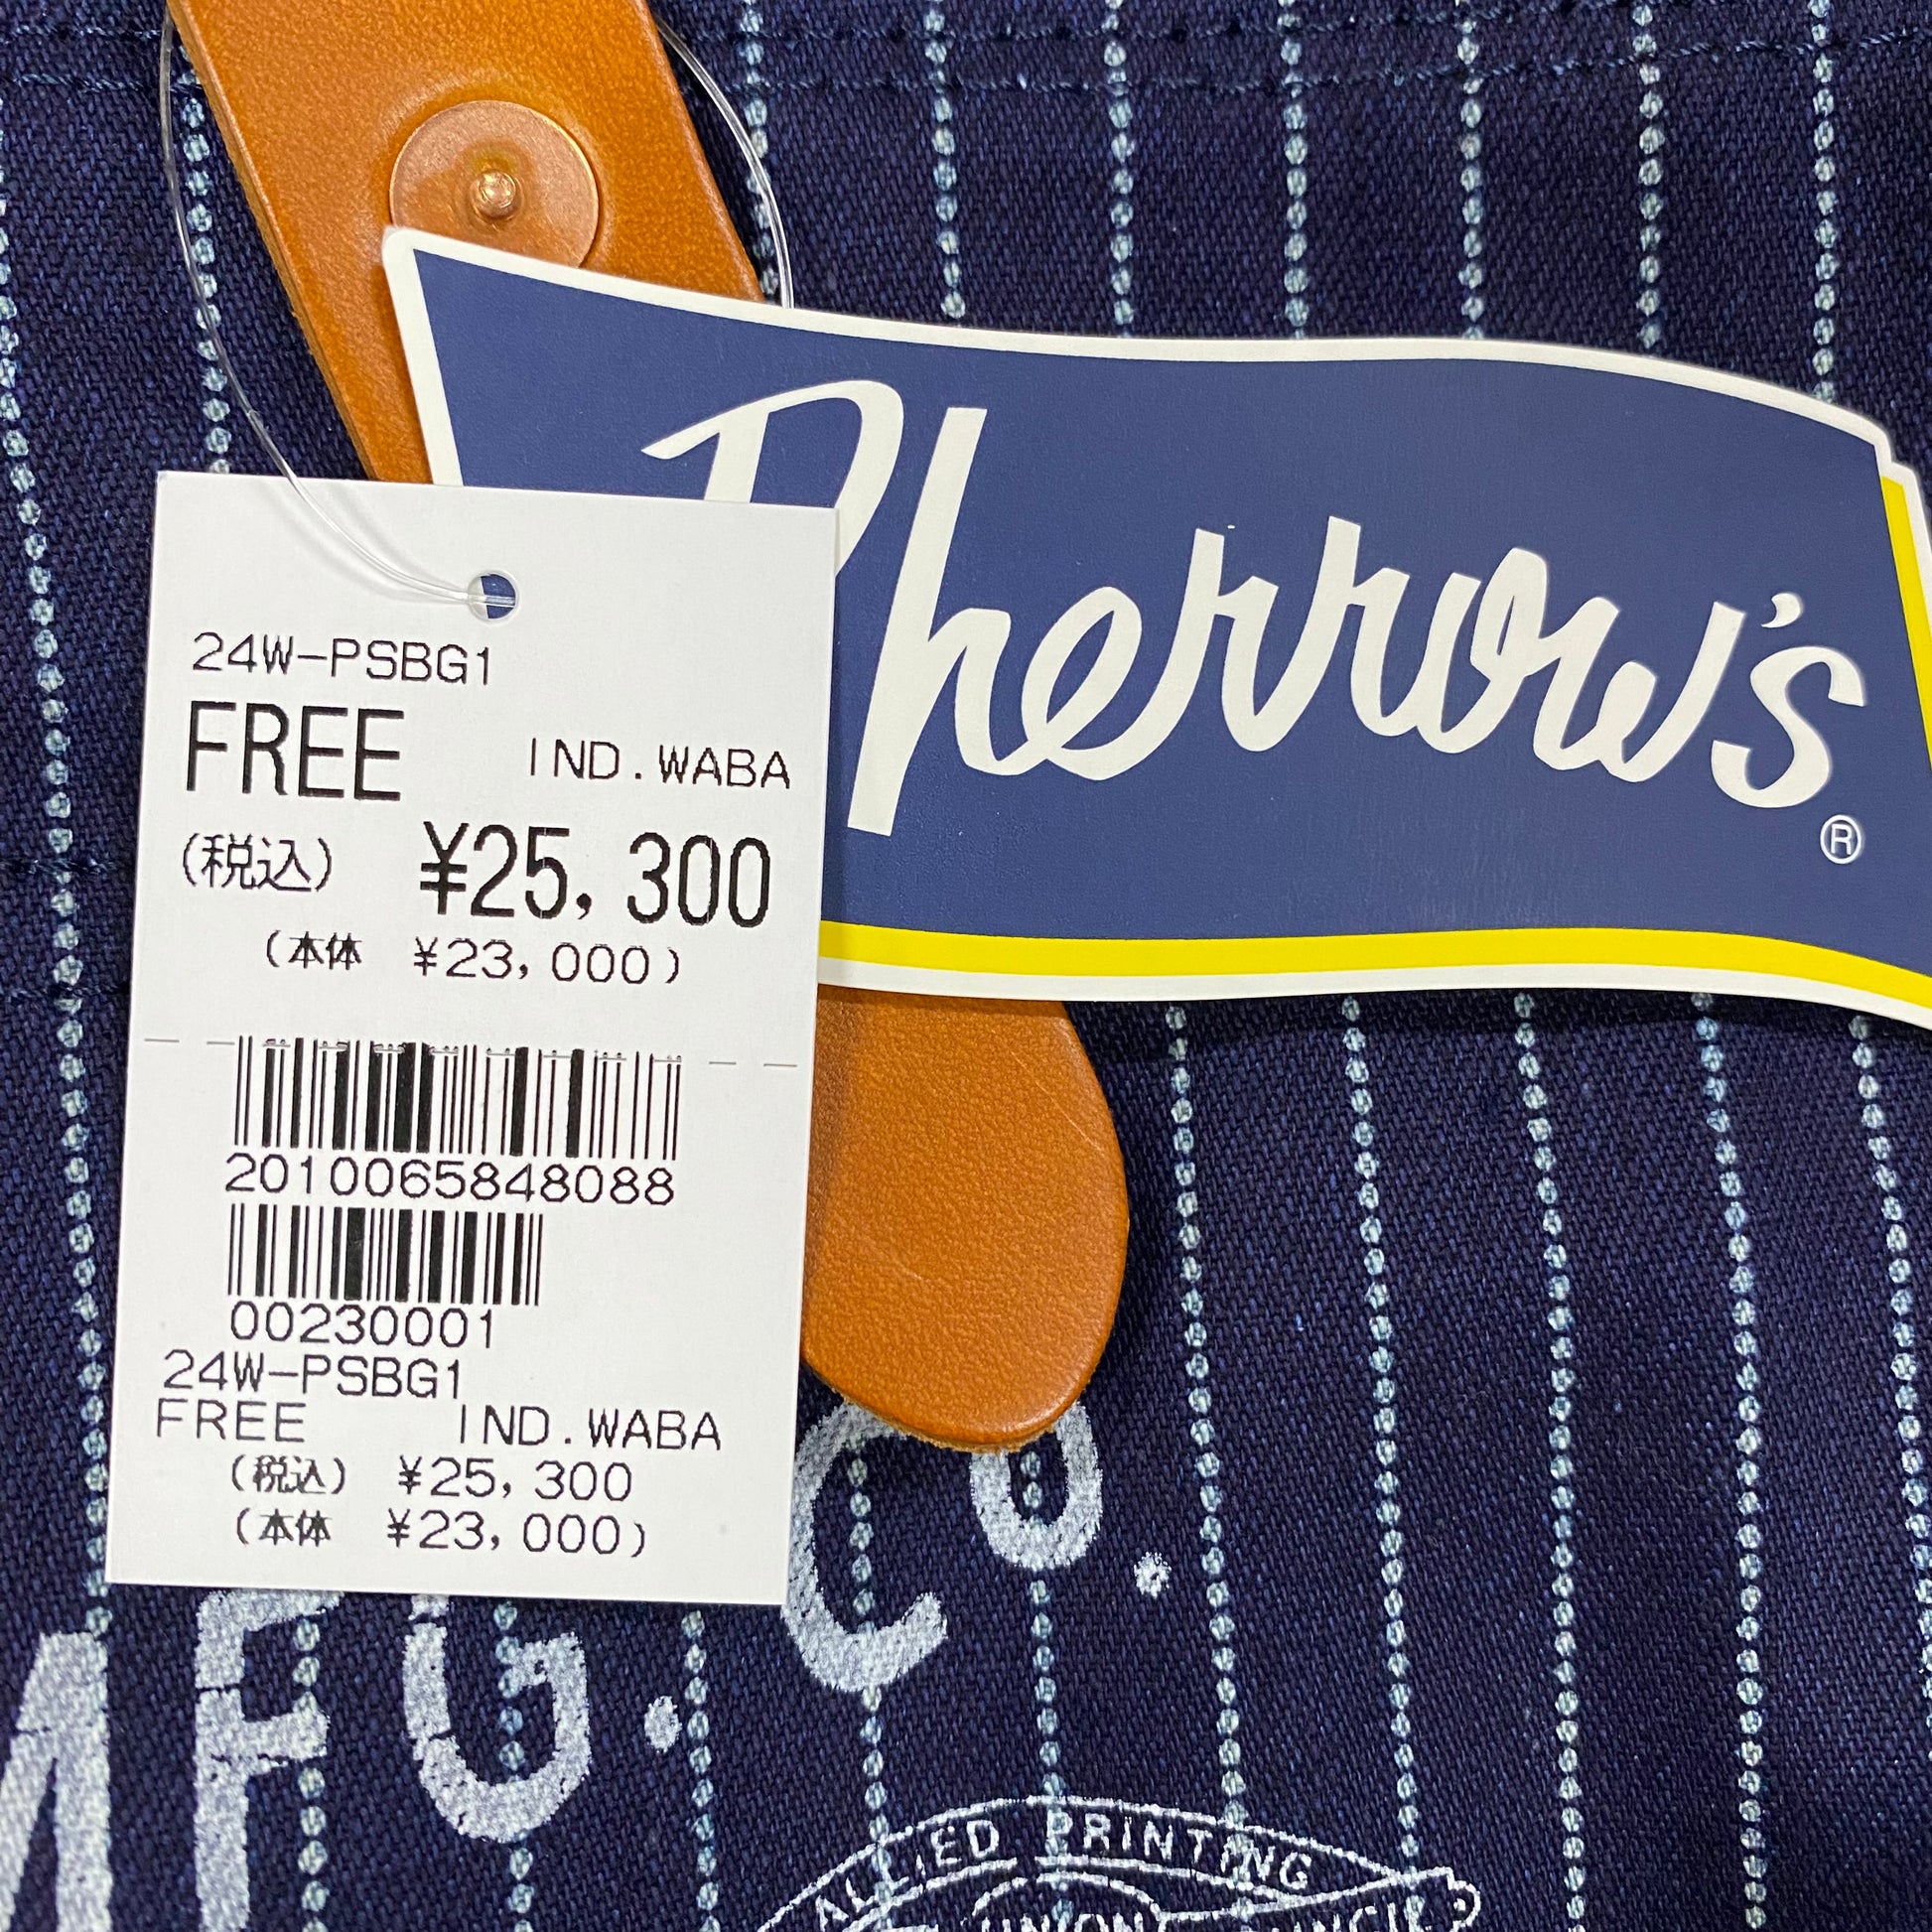 Pherrow's®
24W-PSBG1
FREE IND.WABA
(税込) ¥25,300
(本体 ¥23,000)
2010065848088
00230001
24W-PSBG1
FREE IND.WABA
(税込) ¥25,300
(本体 ¥23,000)
MFG. Co.
ALLIED PRINTING
UNION